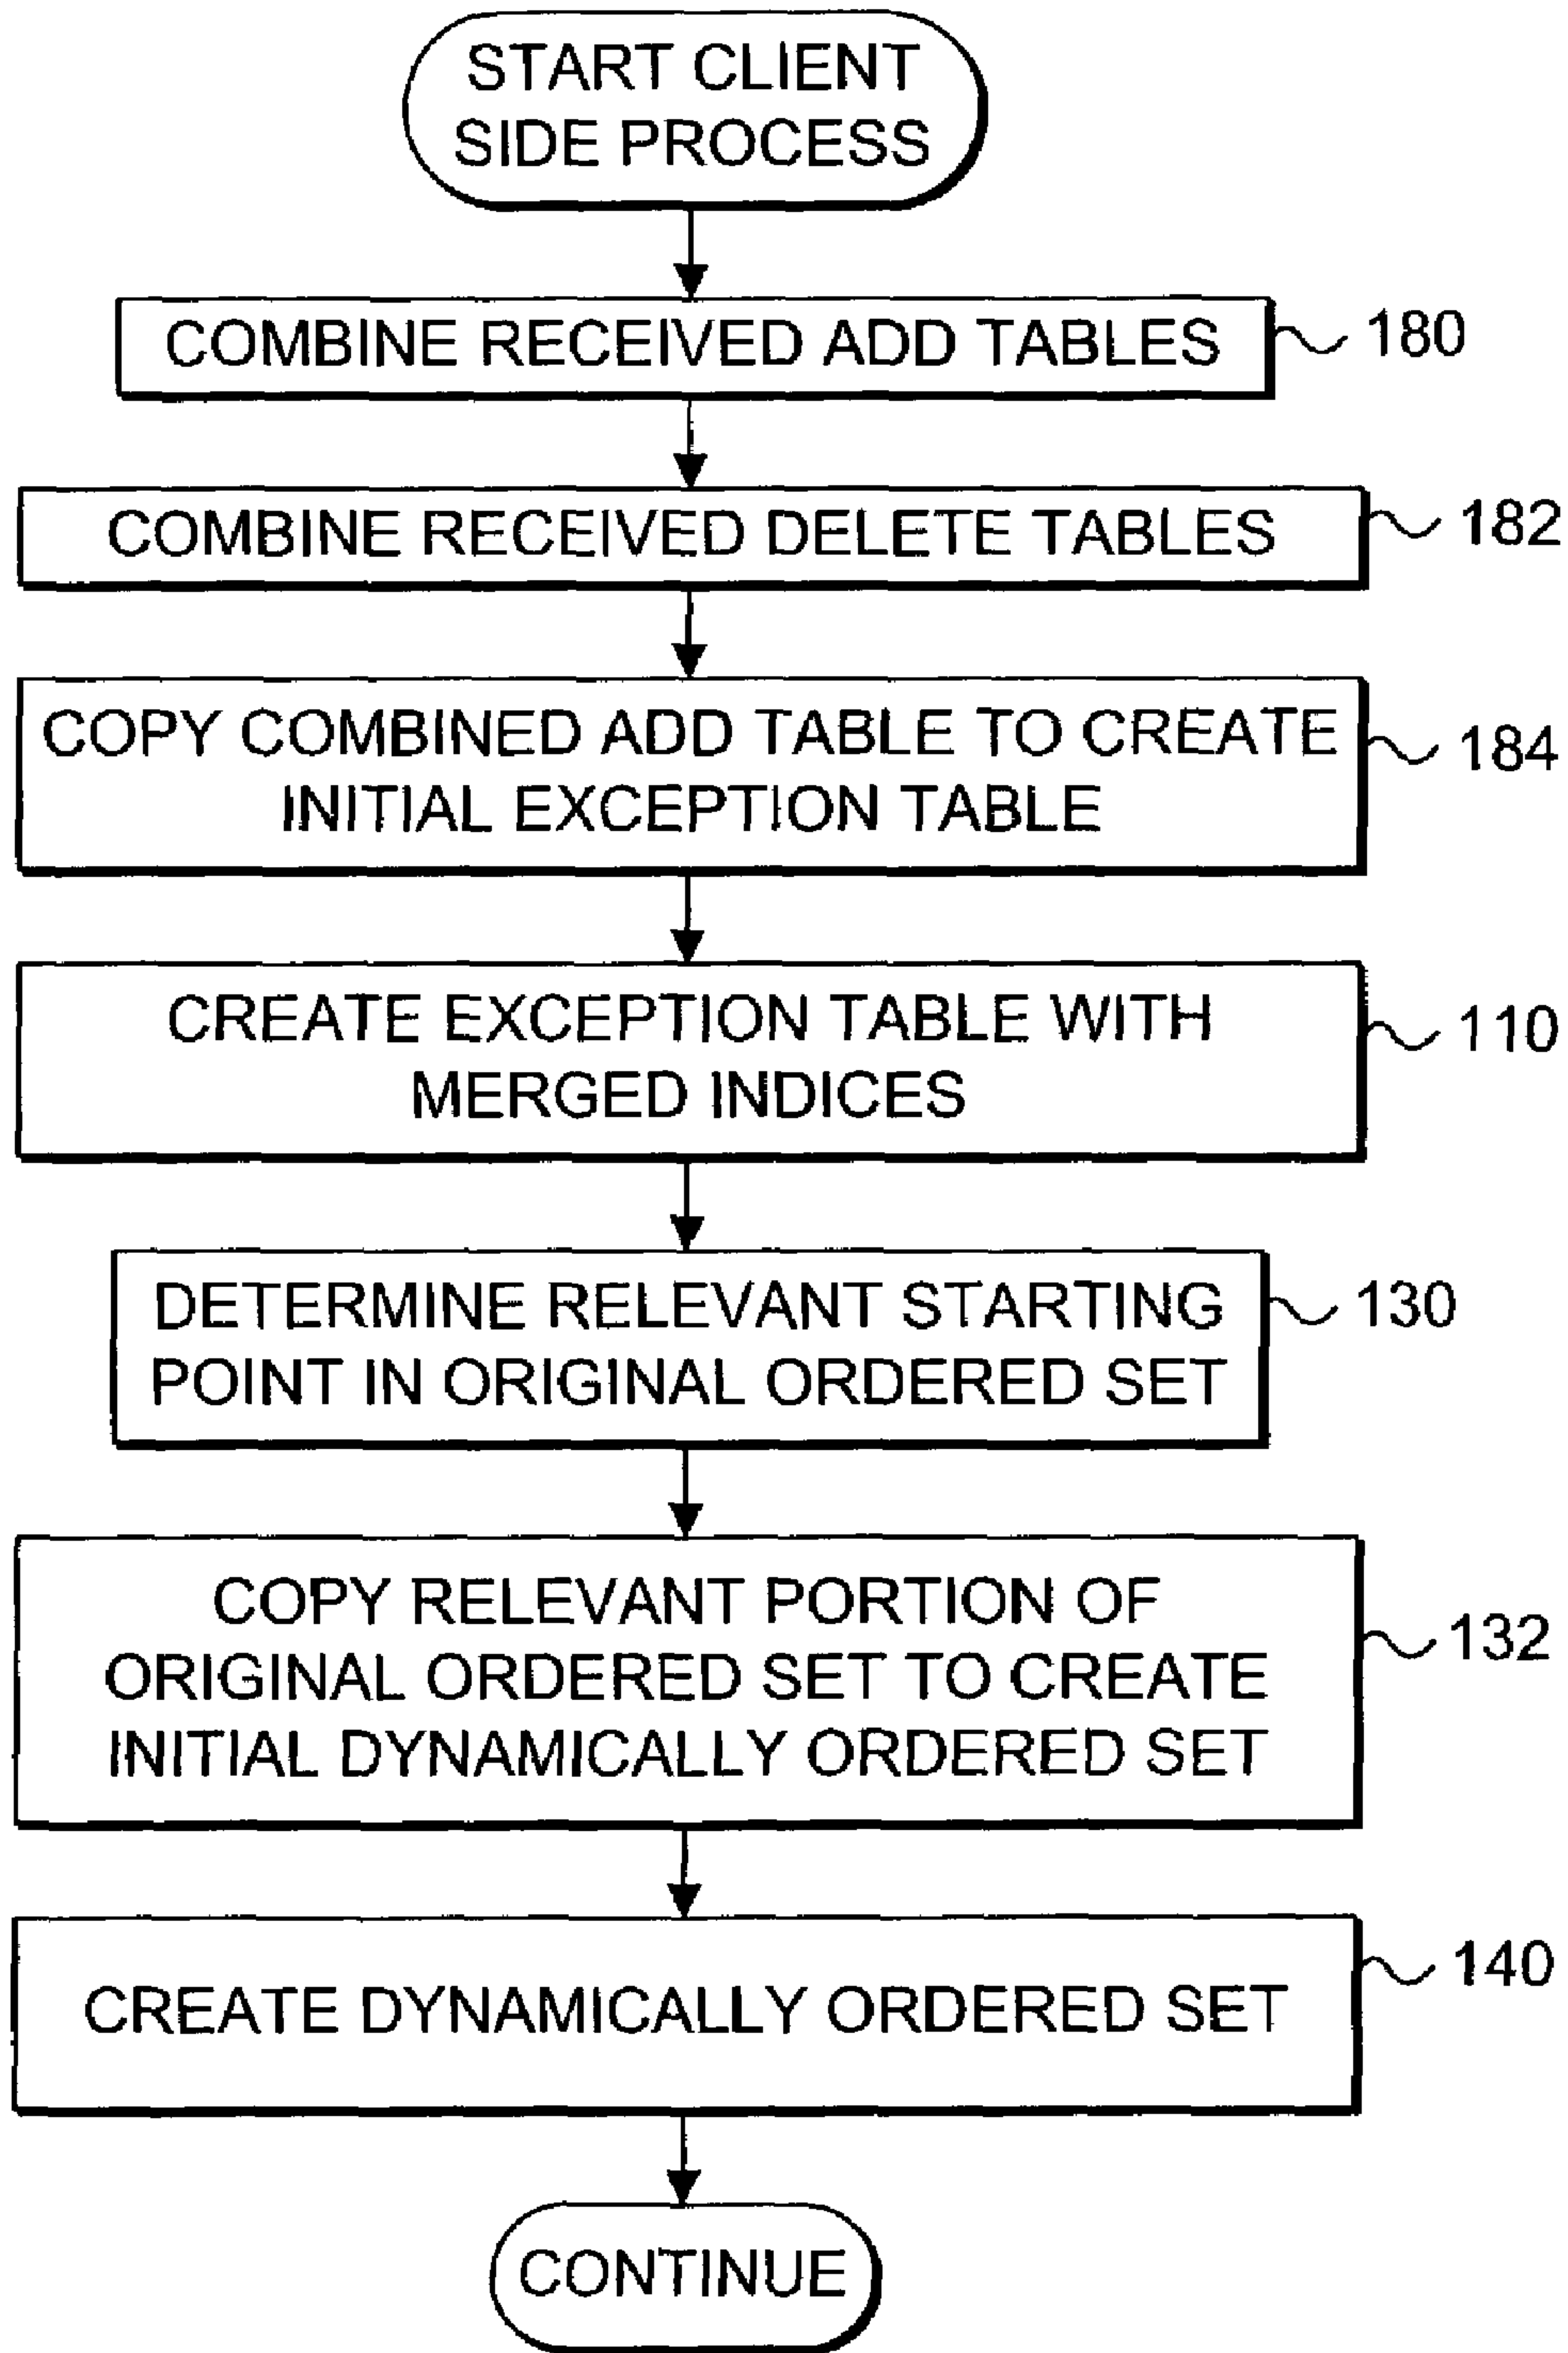 START CLIENT
SIDE PROCESS
COMBINE RECEIVED ADD TABLES
180
COMBINE RECEIVED DELETE TABLES
182
COPY COMBINED ADD TABLE TO CREATE
INITIAL EXCEPTION TABLE
184
CREATE EXCEPTION TABLE WITH
MERGED INDICES
110
DETERMINE RELEVANT STARTING
POINT IN ORIGINAL ORDERED SET
130
COPY RELEVANT PORTION OF
ORIGINAL ORDERED SET TO CREATE
INITIAL DYNAMICALLY ORDERED SET
132
CREATE DYNAMICALLY ORDERED SET
140
CONTINUE